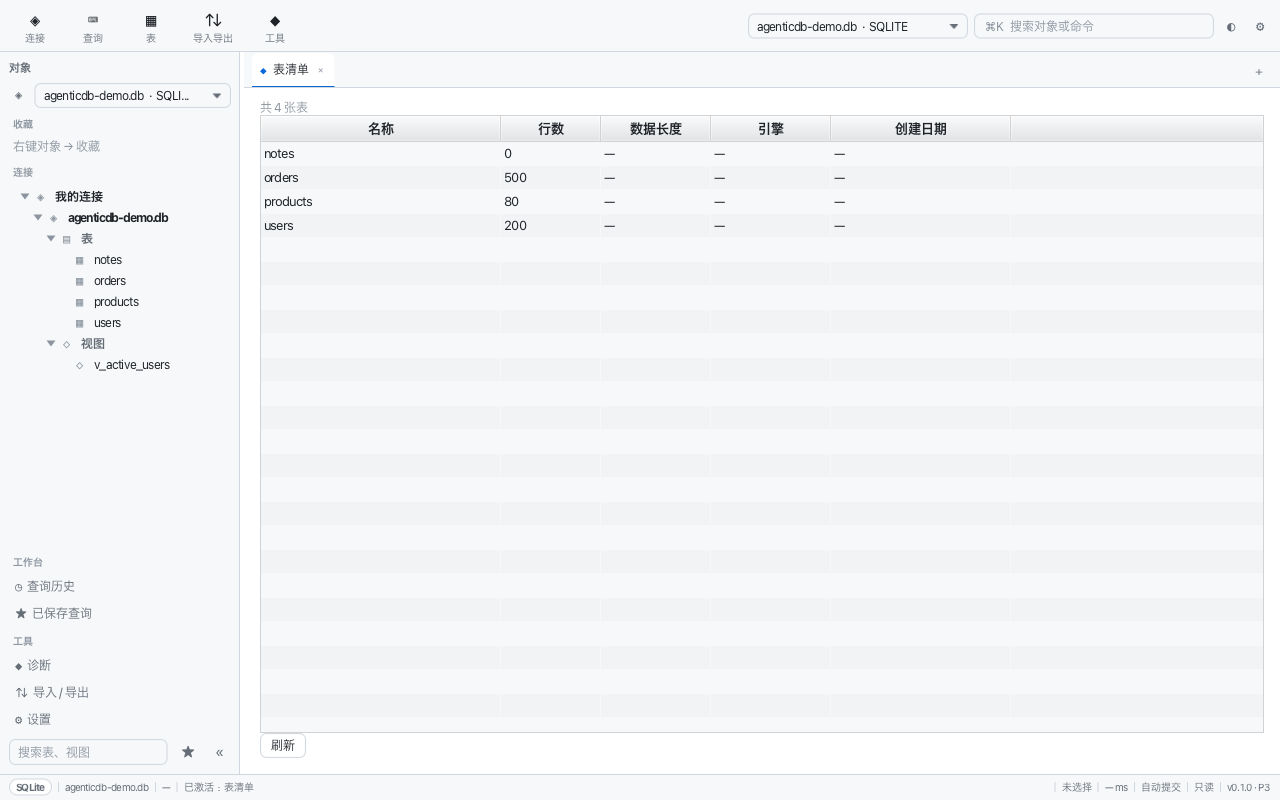 连接 查询 表 导入导出 工具
agenticdb-demo.db · SQLITE
⌘K 搜索对象或命令
对象
agenticdb-demo.db · SQLI...
收藏
右键对象 → 收藏
连接
我的连接
agenticdb-demo.db
表
notes
orders
products
users
视图
v_active_users
工作台
查询历史
已保存查询
工具
诊断
导入 / 导出
设置
搜索表、视图
«
表清单 ×
+
共 4 张表
名称 行数 数据长度 引擎 创建日期
notes 0 — — —
orders 500 — — —
products 80 — — —
users 200 — — —
刷新
SQLite | agenticdb-demo.db | — | 已激活：表清单
| 未选择 | — ms | 自动提交 | 只读 | v0.1.0 · P3